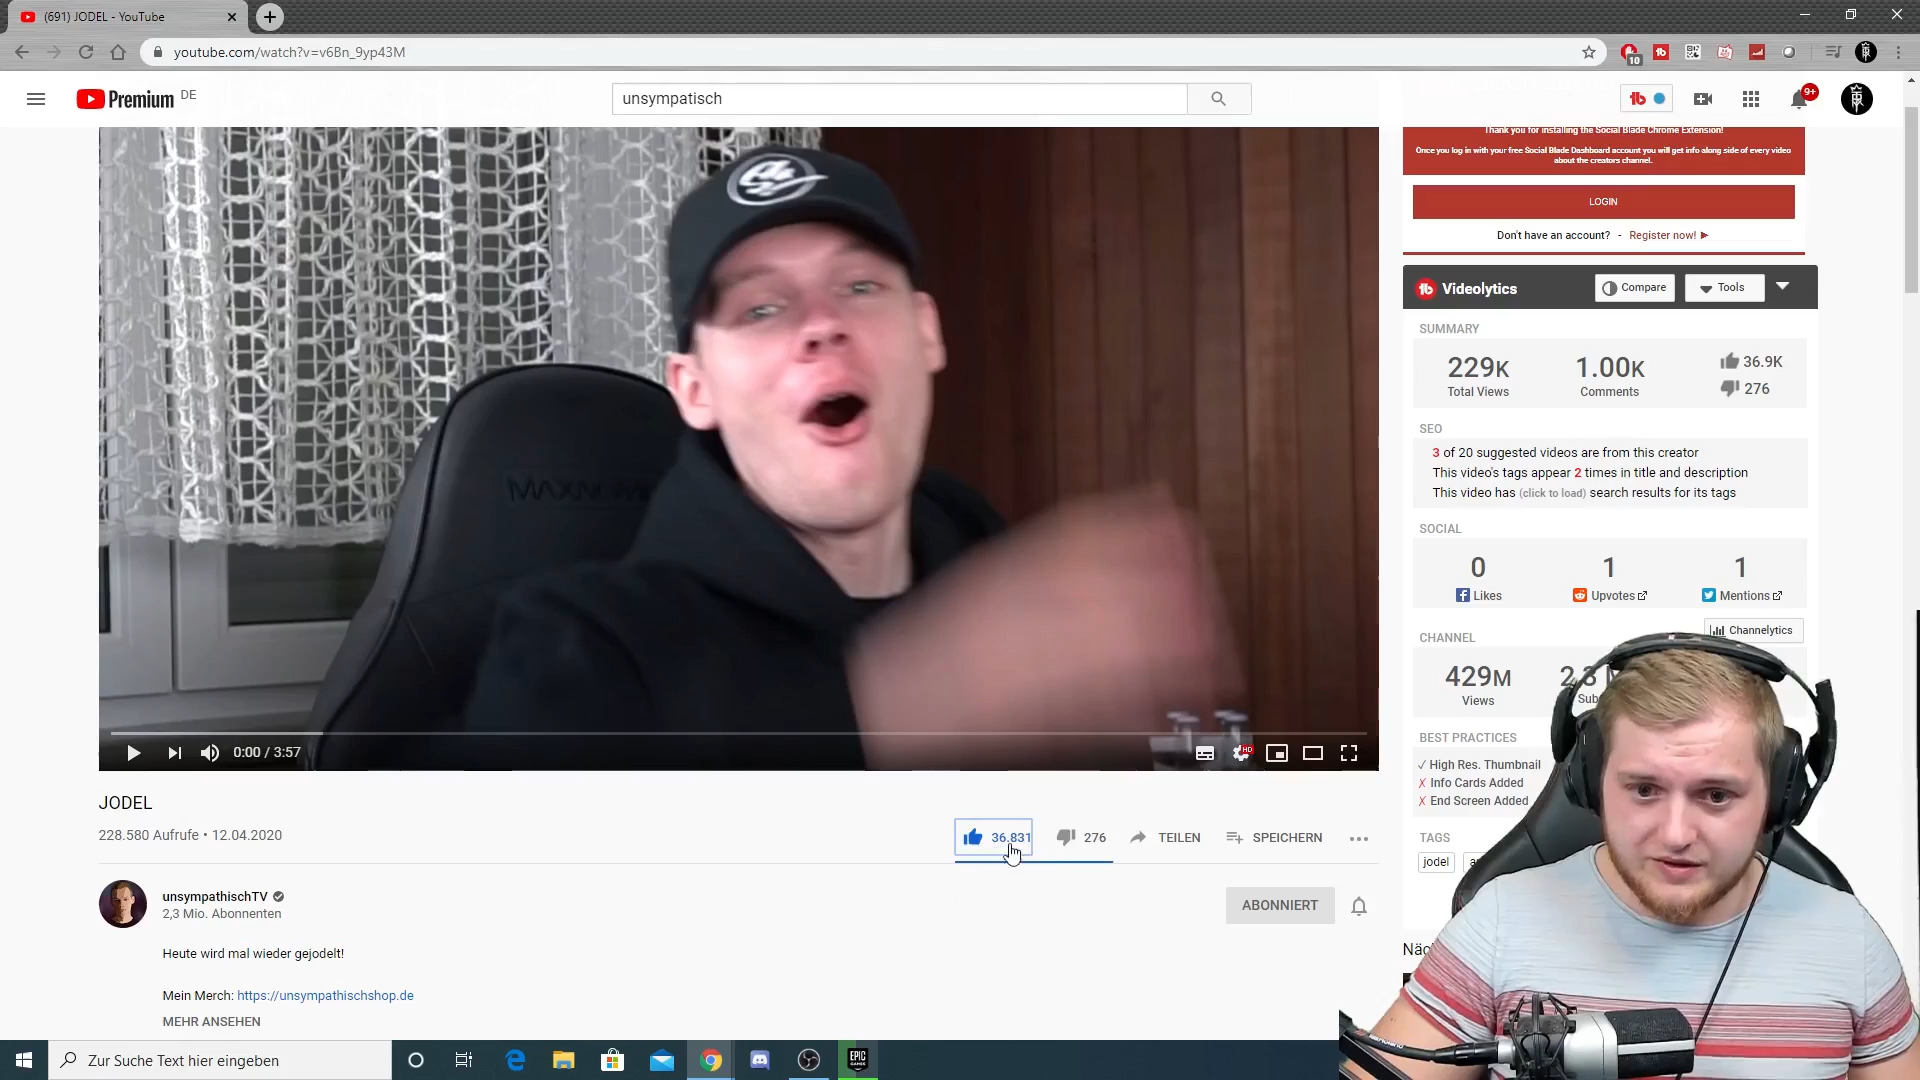 (691) JODEL - YouTube
youtube.com/watch?v=v6Bn_9yp43M
10
Premium DE
unsympatisch
9+
Thank you for installing the Social Blade Chrome Extension!
Once you log in with your free Social Blade Dashboard account you will get info along side of every video
about the creators channel.
LOGIN
Don't have an account? - Register now! ►
Videolytics
Compare
Tools
SUMMARY
229K
Total Views
1.00K
Comments
36.9K
276
SEO
3 of 20 suggested videos are from this creator
This video's tags appear 2 times in title and description
This video has (click to load) search results for its tags
SOCIAL
0
Likes
1
Upvotes
1
Mentions
CHANNEL
Channelytics
429M
Views
BEST PRACTICES
✓ High Res. Thumbnail
✗ Info Cards Added
✗ End Screen Added
TAGS
jodel
0:00 / 3:57
HD
JODEL
228.580 Aufrufe • 12.04.2020
36.831
276
TEILEN
SPEICHERN
unsympathischTV
2,3 Mio. Abonnenten
ABONNIERT
Heute wird mal wieder gejodelt!
Mein Merch: https://unsympathischshop.de
MEHR ANSEHEN
Zur Suche Text hier eingeben
EPIC
GAMES